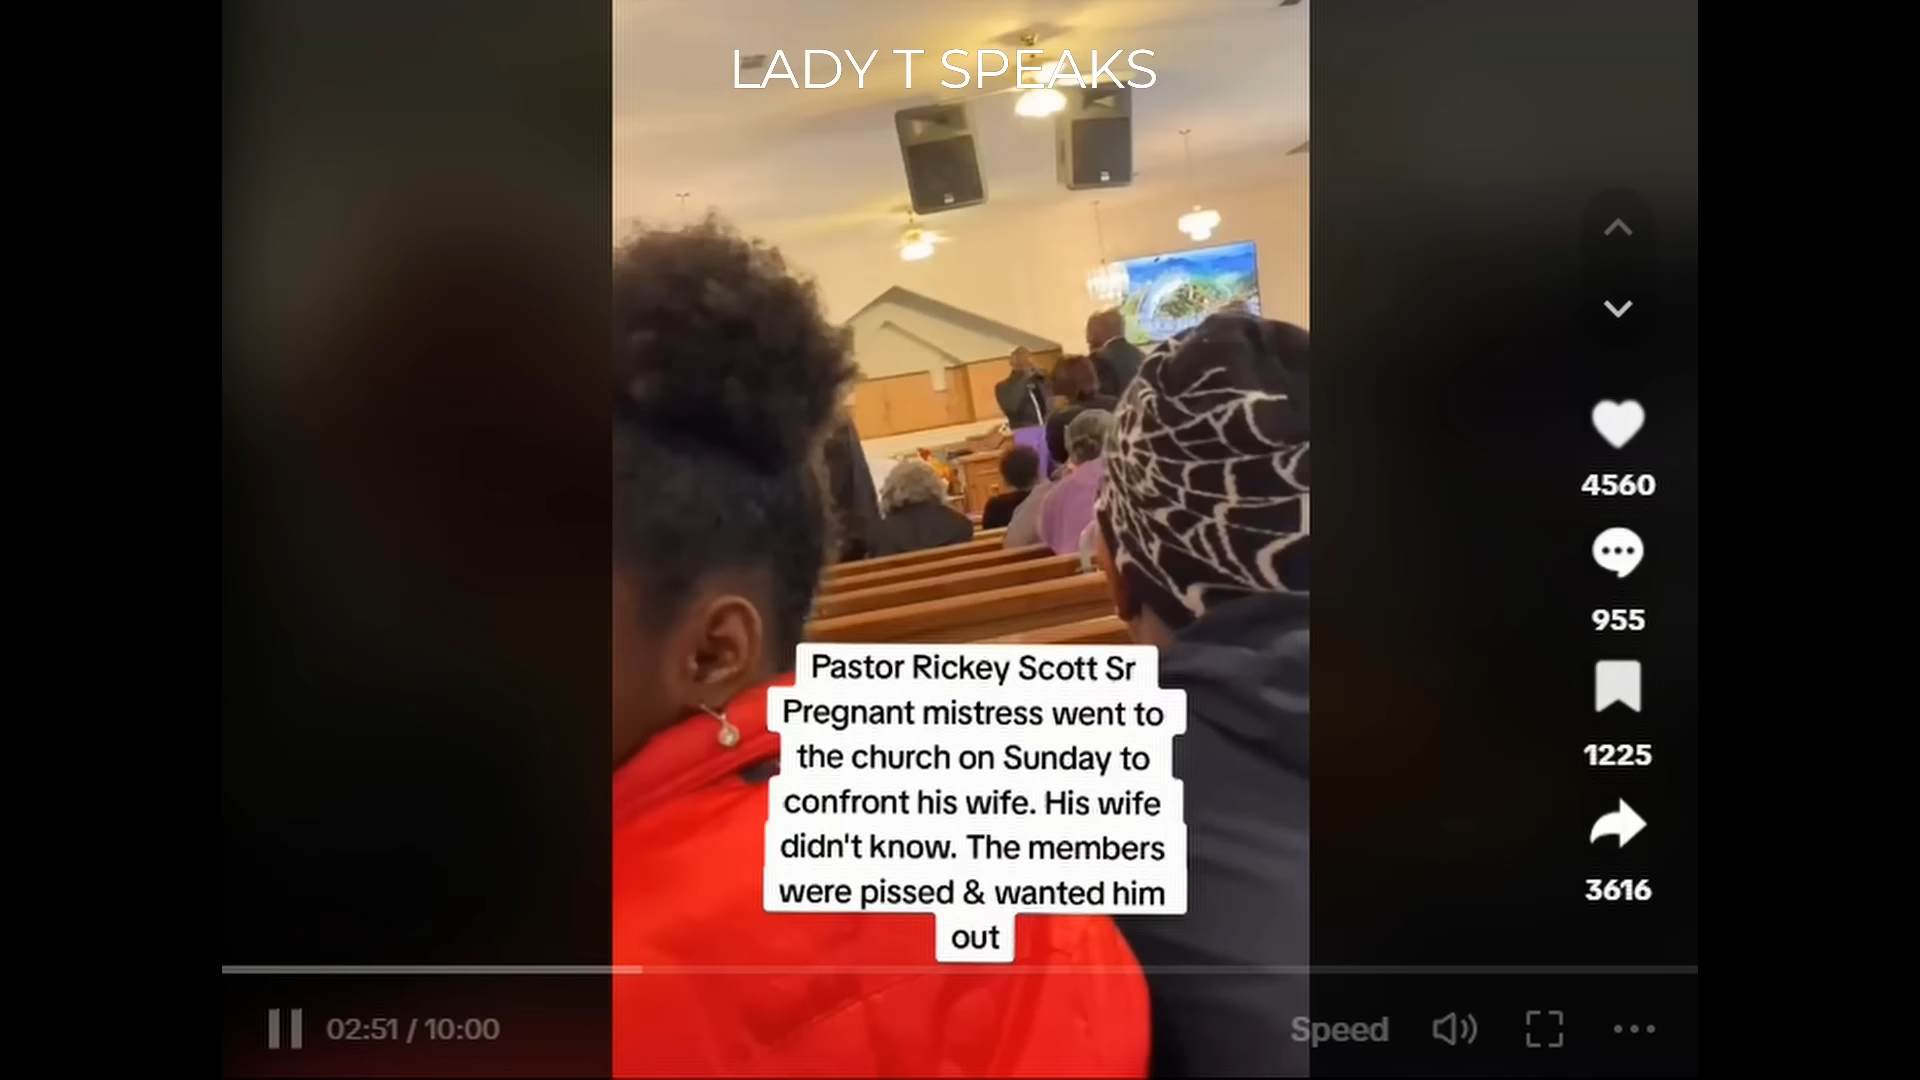 LADY T SPEAKS
4560
955
Pastor Rickey Scott Sr
Pregnant mistress went to
the church on Sunday to
confront his wife. His wife
didn't know. The members
were pissed & wanted him
out
1225
3616
02:51 / 10:00
Speed